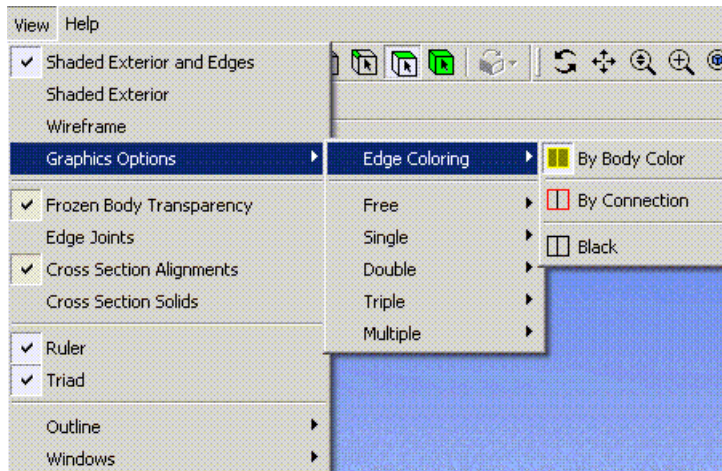 View Help
Shaded Exterior and Edges
Shaded Exterior
Wireframe
Graphics Options
Frozen Body Transparency
Edge Joints
Cross Section Alignments
Cross Section Solids
Ruler
Triad
Outline
Windows
Edge Coloring
Free
Single
Double
Triple
Multiple
By Body Color
By Connection
Black